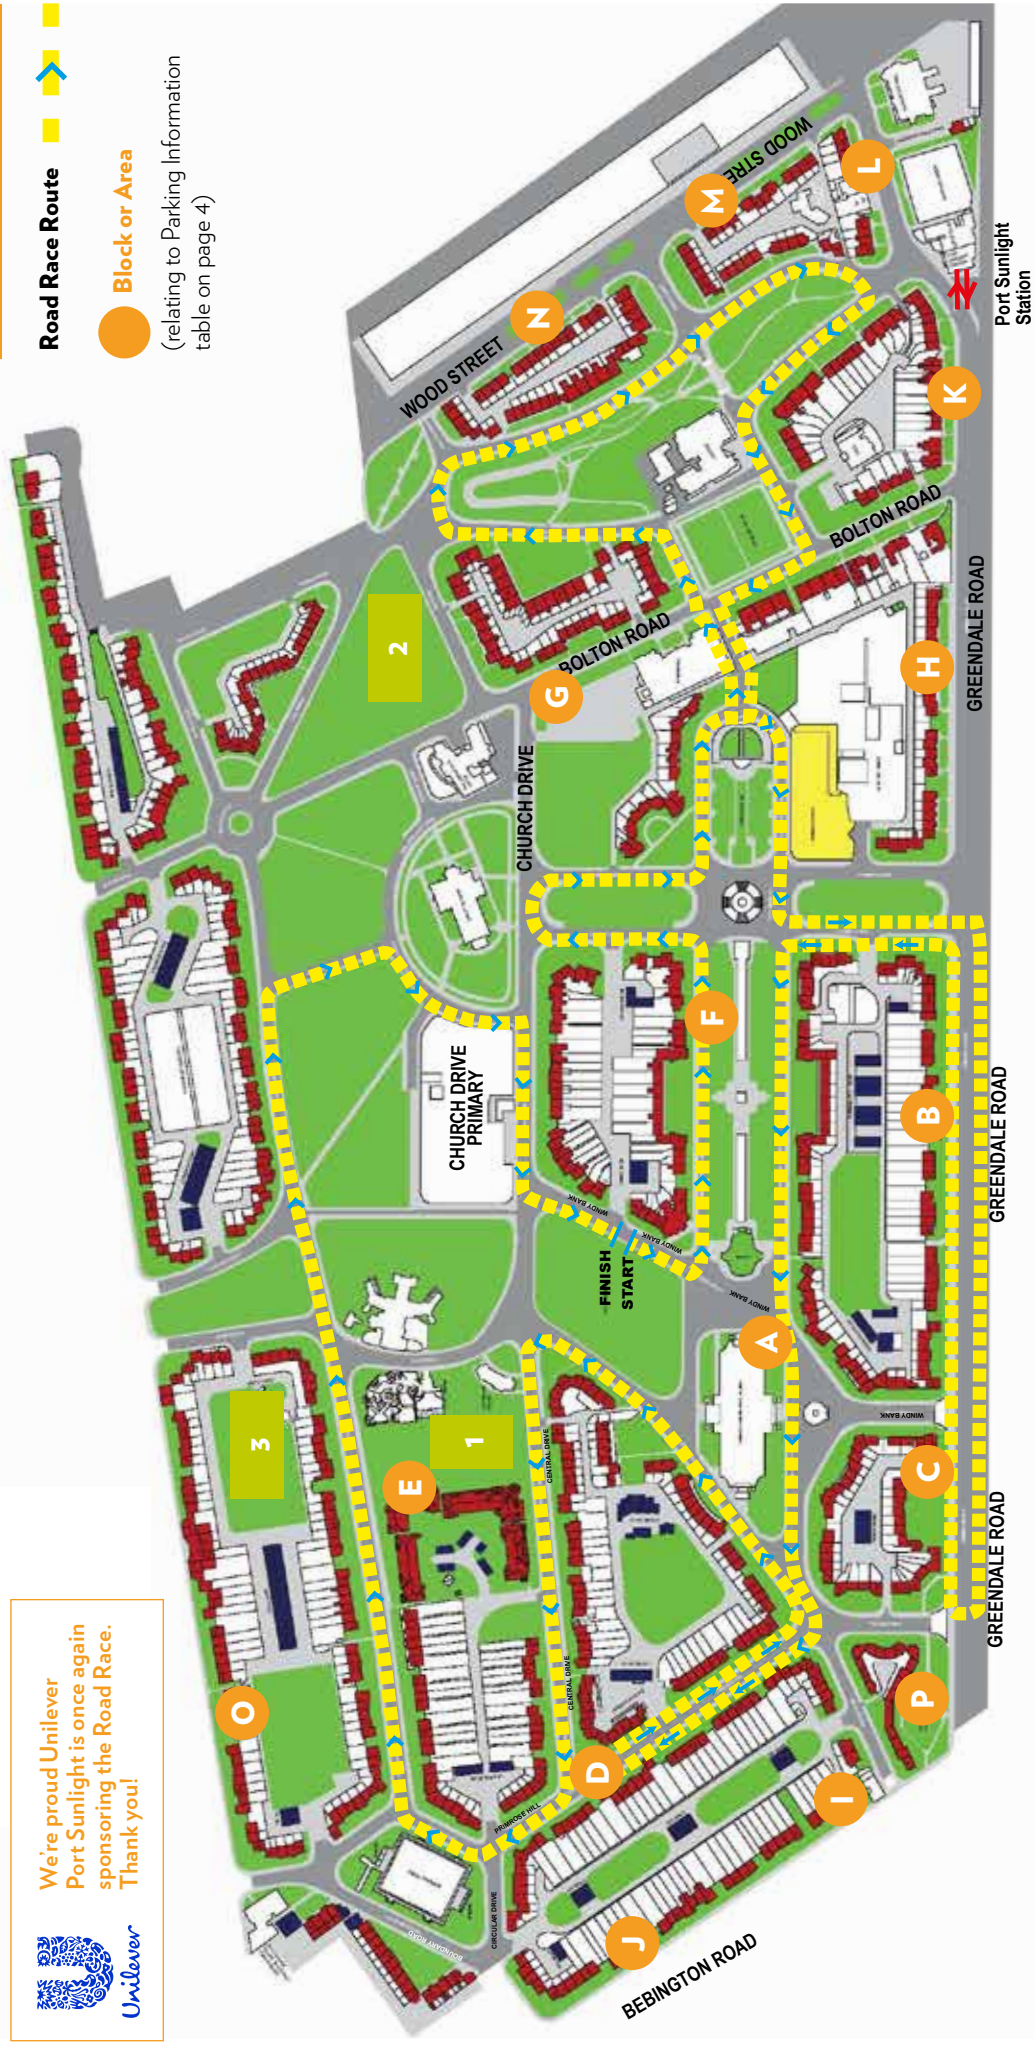 Road Race Route
Block or Area
(relating to Parking Information
table on page 4)
We're proud Unilever
Port Sunlight is once again
sponsoring the Road Race.
Thank you!
Unilever
WOOD STREET
WOOD STREET
N
M
L
K
Port Sunlight
Station
BOLTON ROAD
BOLTON ROAD
G
H
2
GREENDALE ROAD
CHURCH DRIVE
CHURCH DRIVE
PRIMARY
F
B
GREENDALE ROAD
WINDY BANK
WINDY BANK
WINDY BANK
FINISH
START
A
WINDY BANK
C
GREENDALE ROAD
3
1
E
CENTRAL DRIVE
CENTRAL DRIVE
O
D
P
I
PRIMROSE HILL
CIRCULAR DRIVE
BOUNDARY ROAD
J
BEBINGTON ROAD